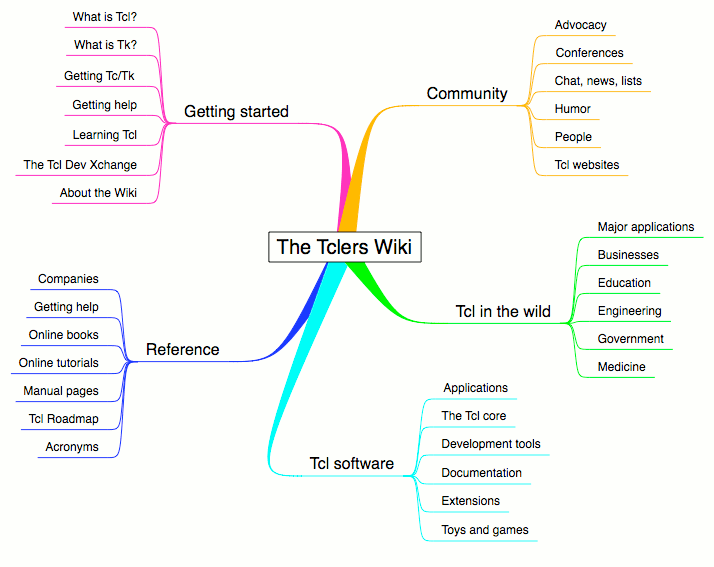 What is Tcl?
What is Tk?
Getting Tc/Tk
Getting help
Learning Tcl
The Tcl Dev Xchange
About the Wiki
Getting started
Community
Advocacy
Conferences
Chat, news, lists
Humor
People
Tcl websites
The Tclers Wiki
Companies
Getting help
Online books
Online tutorials
Manual pages
Tcl Roadmap
Acronyms
Reference
Tcl in the wild
Major applications
Businesses
Education
Engineering
Government
Medicine
Tcl software
Applications
The Tcl core
Development tools
Documentation
Extensions
Toys and games